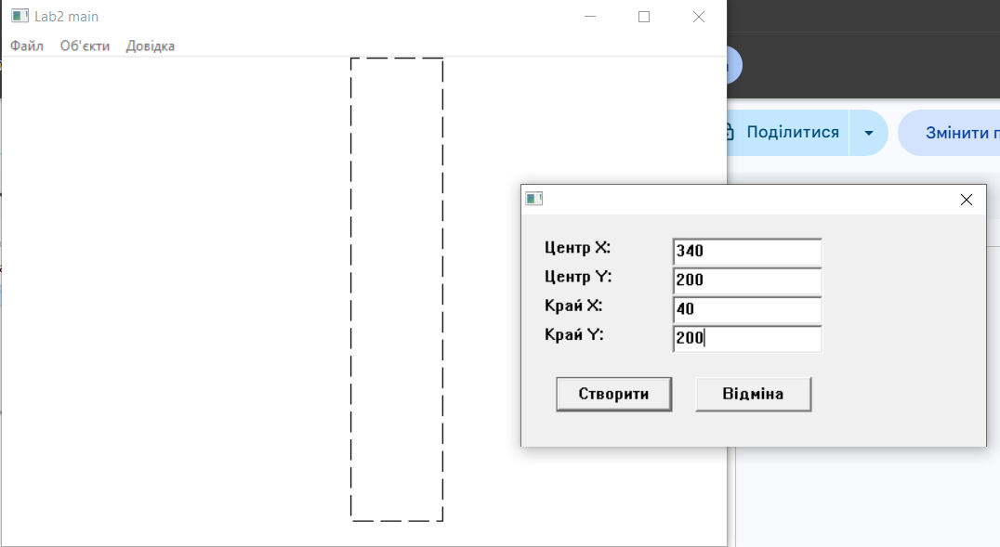 Lab2 main
Файл Об'єкти Довідка
Поділитися
Змінити
Центр X: 340
Центр Y: 200
Край X: 40
Край Y: 200
Створити Відміна